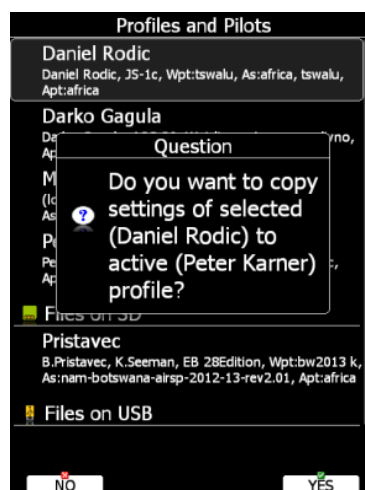 Profiles and Pilots
Daniel Rodic
Daniel Rodic, JS-1c, Wpt:tswalu, As:africa, tswalu,
Apt:africa
Darko Gagula
Question
Do you want to copy
settings of selected
(Daniel Rodic) to
active (Peter Karner)
profile?
Files on SD
Pristavec
B.Pristavec, K.Seeman, EB 28Edition, Wpt:bw2013 k,
As:nam-botswana-airsp-2012-13-rev2.01, Apt:africa
Files on USB
NO
YES